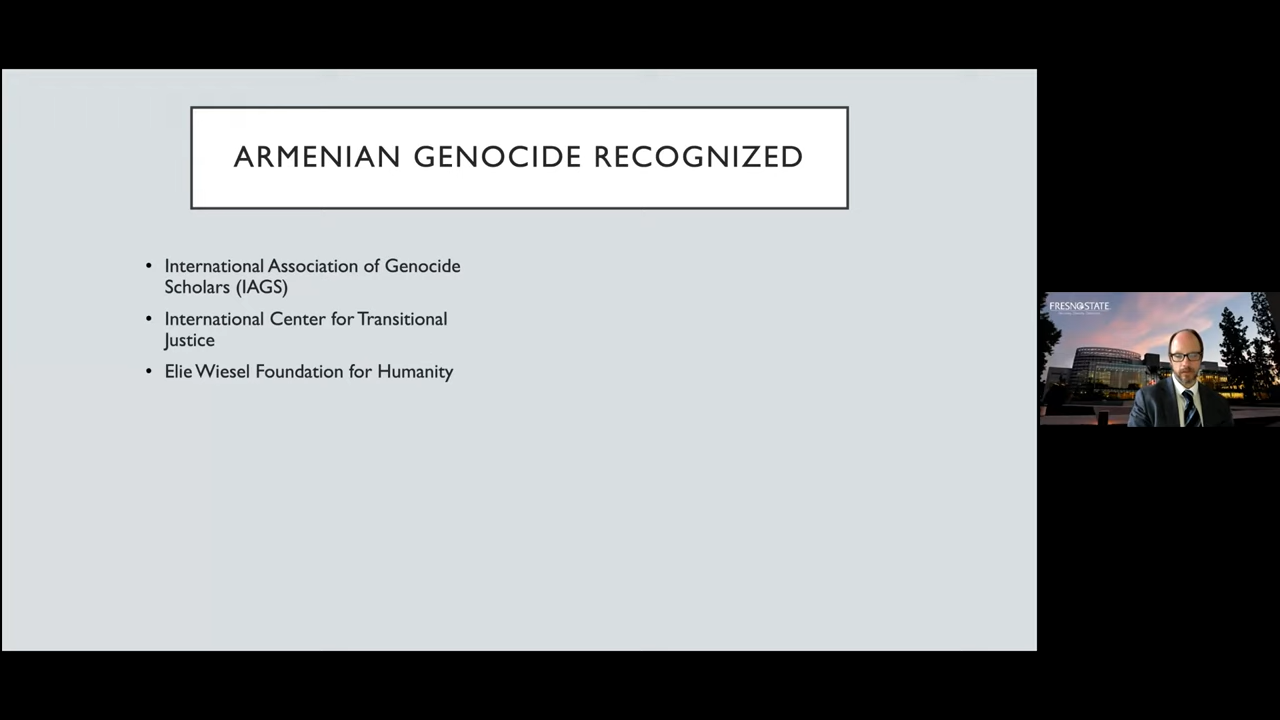 ARMENIAN GENOCIDE RECOGNIZED
• International Association of Genocide
Scholars (IAGS)
• International Center for Transitional
Justice
• Elie Wiesel Foundation for Humanity
FRESNO STATE